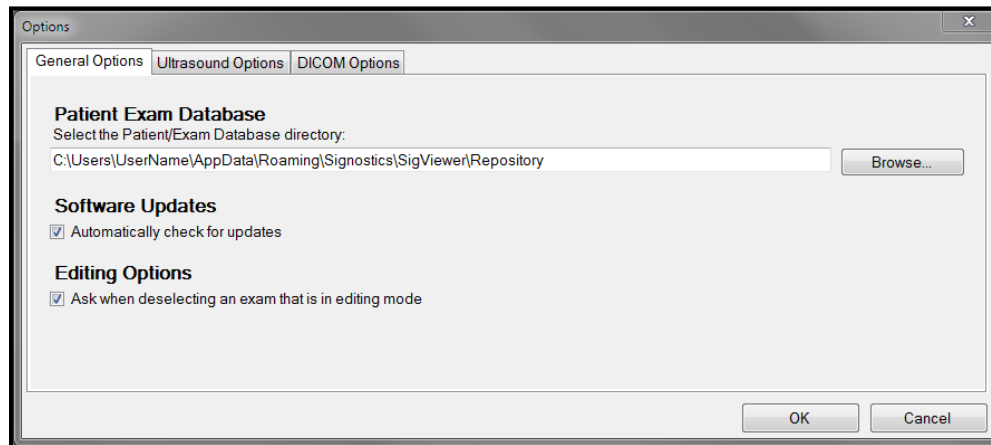 Options
General Options Ultrasound Options DICOM Options
Patient Exam Database
Select the Patient/Exam Database directory:
C:\Users\UserName\AppData\Roaming\Signostics\SigViewer\Repository
Browse...
Software Updates
Automatically check for updates
Editing Options
Ask when deselecting an exam that is in editing mode
OK Cancel